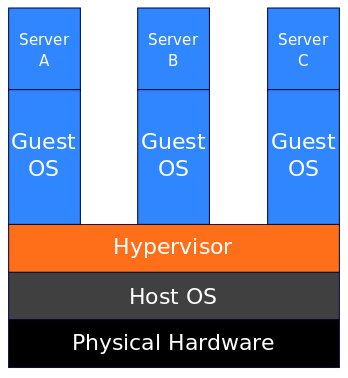 Server
A
Server
B
Server
C
Guest
OS
Guest
OS
Guest
OS
Hypervisor
Host OS
Physical Hardware